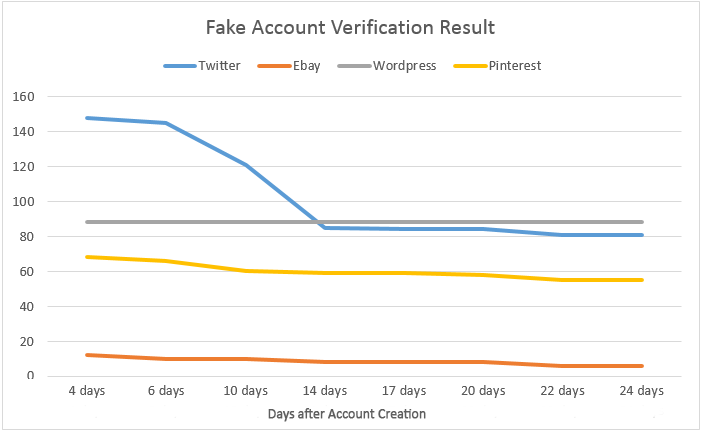 Fake Account Verification Result
Twitter Ebay Wordpress Pinterest
160
140
120
100
80
60
40
20
0
4 days 6 days 10 days 14 days 17 days 20 days 22 days 24 days
Days after Account Creation